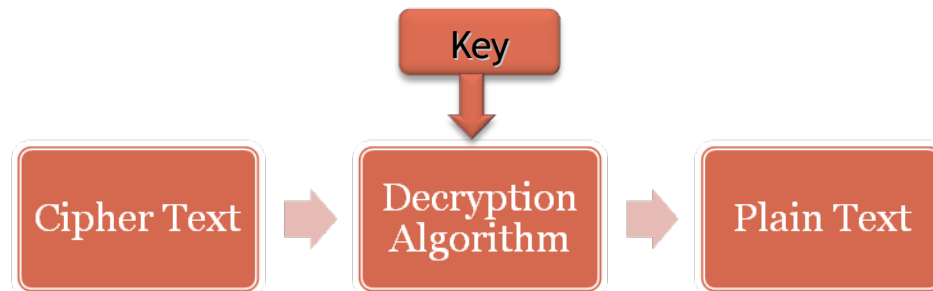 Key
Cipher Text
Decryption
Algorithm
Plain Text